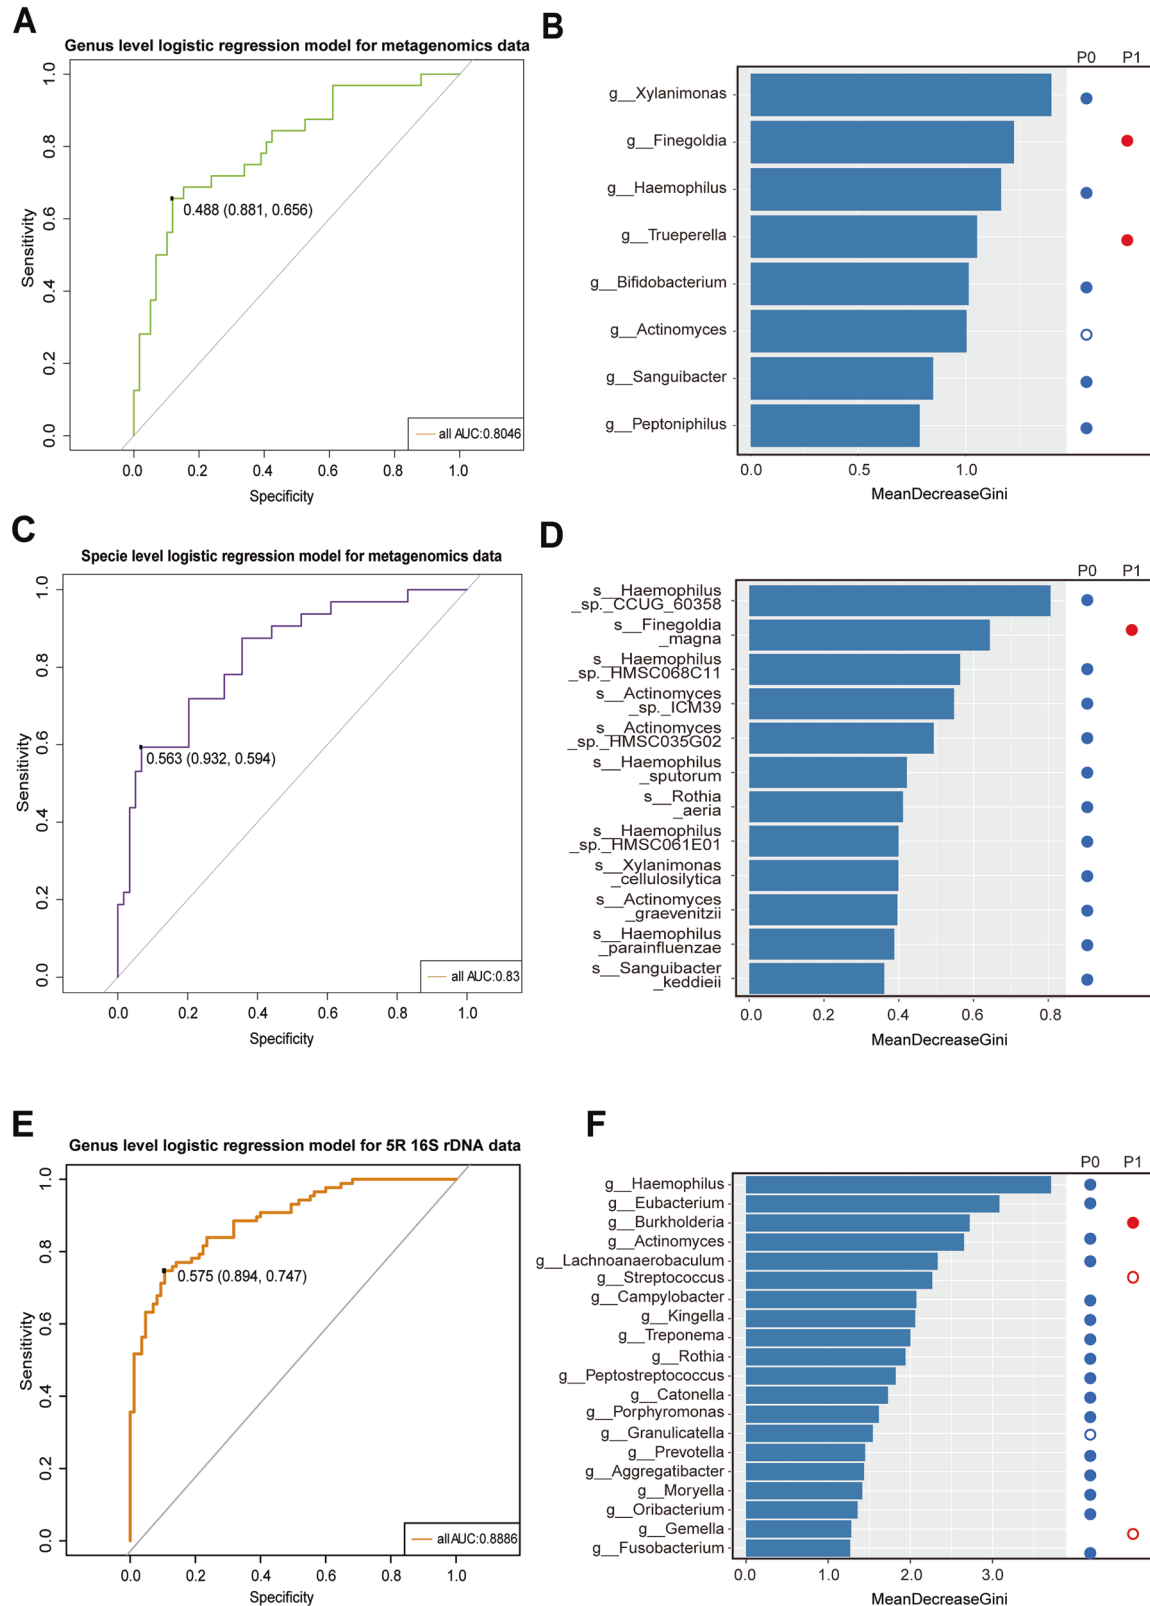 A
Genus level logistic regression model for metagenomics data
1.0
0.8
0.6
0.4
0.2
0.0
Sensitivity
0.488 (0.881, 0.656)
all AUC:0.8046
0.0 0.2 0.4 0.6 0.8 1.0
Specificity
B
P0 P1
g__Xylanimonas
g__Finegoldia
g__Haemophilus
g__Trueperella
g__Bifidobacterium
g__Actinomyces
g__Sanguibacter
g__Peptoniphilus
0.0 0.5 1.0
MeanDecreaseGini
C
Specie level logistic regression model for metagenomics data
1.0
0.8
0.6
0.4
0.2
0.0
Sensitivity
0.563 (0.932, 0.594)
all AUC:0.83
0.0 0.2 0.4 0.6 0.8 1.0
Specificity
D
P0 P1
s__Haemophilus
_sp._CCUG_60358
s__Finegoldia
_magna
s__Haemophilus
_sp._HMSC068C11
s__Actinomyces
_sp._ICM39
s__Actinomyces
_sp._HMSC035G02
s__Haemophilus
_sputorum
s__Rothia
_aeria
s__Haemophilus
_sp._HMSC061E01
s__Xylanimonas
_cellulosilytica
s__Actinomyces
_graevenitzii
s__Haemophilus
_parainfluenzae
s__Sanguibacter
_keddieii
0.0 0.2 0.4 0.6 0.8
MeanDecreaseGini
E
Genus level logistic regression model for 5R 16S rDNA data
1.0
0.8
0.6
0.4
0.2
0.0
Sensitivity
0.575 (0.894, 0.747)
allAUC:0.8886
0.0 0.2 0.4 0.6 0.8 1.0
Specificity
F
P0 P1
g__Haemophilus
g__Eubacterium
g__Burkholderia
g__Actinomyces
g__Lachnoanaerobaculum
g__Streptococcus
g__Campylobacter
g__Kingella
g__Treponema
g__Rothia
g__Peptostreptococcus
g__Catonella
g__Porphyromonas
g__Granulicatella
g__Prevotella
g__Aggregatibacter
g__Moryella
g__Oribacterium
g__Gemella
g__Fusobacterium
0.0 1.0 2.0 3.0
MeanDecreaseGini